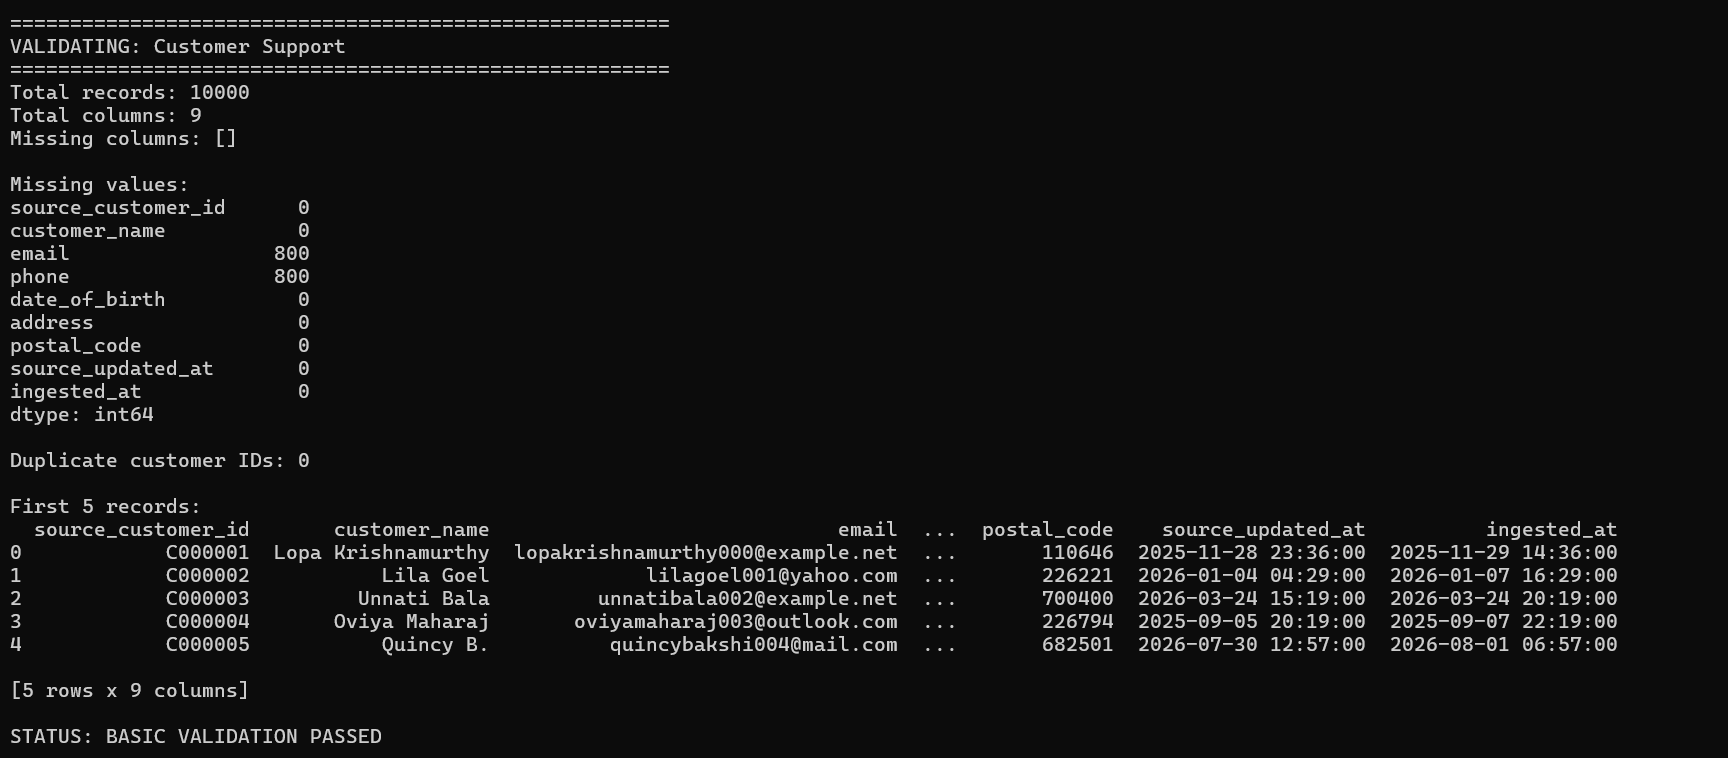 =======================================================
VALIDATING: Customer Support
=======================================================
Total records: 10000
Total columns: 9
Missing columns: []

Missing values:
source_customer_id      0
customer_name           0
email                 800
phone                 800
date_of_birth           0
address                 0
postal_code             0
source_updated_at       0
ingested_at             0
dtype: int64

Duplicate customer IDs: 0

First 5 records:
  source_customer_id       customer_name                             email  ...  postal_code    source_updated_at          ingested_at
0            C000001  Lopa Krishnamurthy  lopakrishnamurthy000@example.net  ...       110646  2025-11-28 23:36:00  2025-11-29 14:36:00
1            C000002           Lila Goel             lilagoel001@yahoo.com  ...       226221  2026-01-04 04:29:00  2026-01-07 16:29:00
2            C000003         Unnati Bala         unnatibala002@example.net  ...       700400  2026-03-24 15:19:00  2026-03-24 20:19:00
3            C000004       Oviya Maharaj       oviyamaharaj003@outlook.com  ...       226794  2025-09-05 20:19:00  2025-09-07 22:19:00
4            C000005           Quincy B.          quincybakshi004@mail.com  ...       682501  2026-07-30 12:57:00  2026-08-01 06:57:00

[5 rows x 9 columns]

STATUS: BASIC VALIDATION PASSED